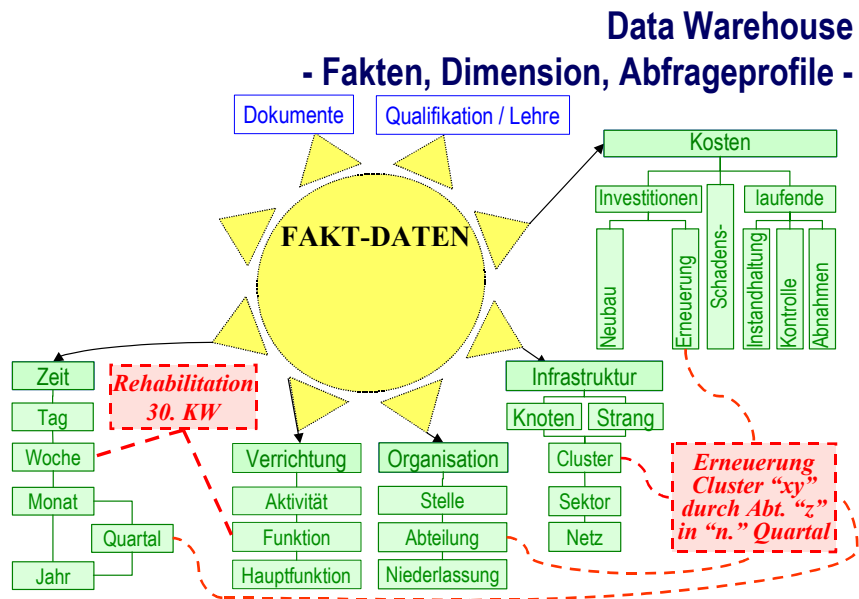 Data Warehouse
- Fakten, Dimension, Abfrageprofile -
Dokumente
Qualifikation / Lehre
FAKT-DATEN
Kosten
Investitionen
laufende
Neubau
Erneuerung
Schadens-
Instandhaltung
Kontrolle
Abnahmen
Zeit
Tag
Woche
Monat
Quartal
Jahr
Rehabilitation
30. KW
Verrichtung
Aktivität
Funktion
Hauptfunktion
Organisation
Stelle
Abteilung
Niederlassung
Infrastruktur
Knoten
Strang
Cluster
Sektor
Netz
Erneuerung
Cluster “xy”
durch Abt. “z”
in “n.” Quartal